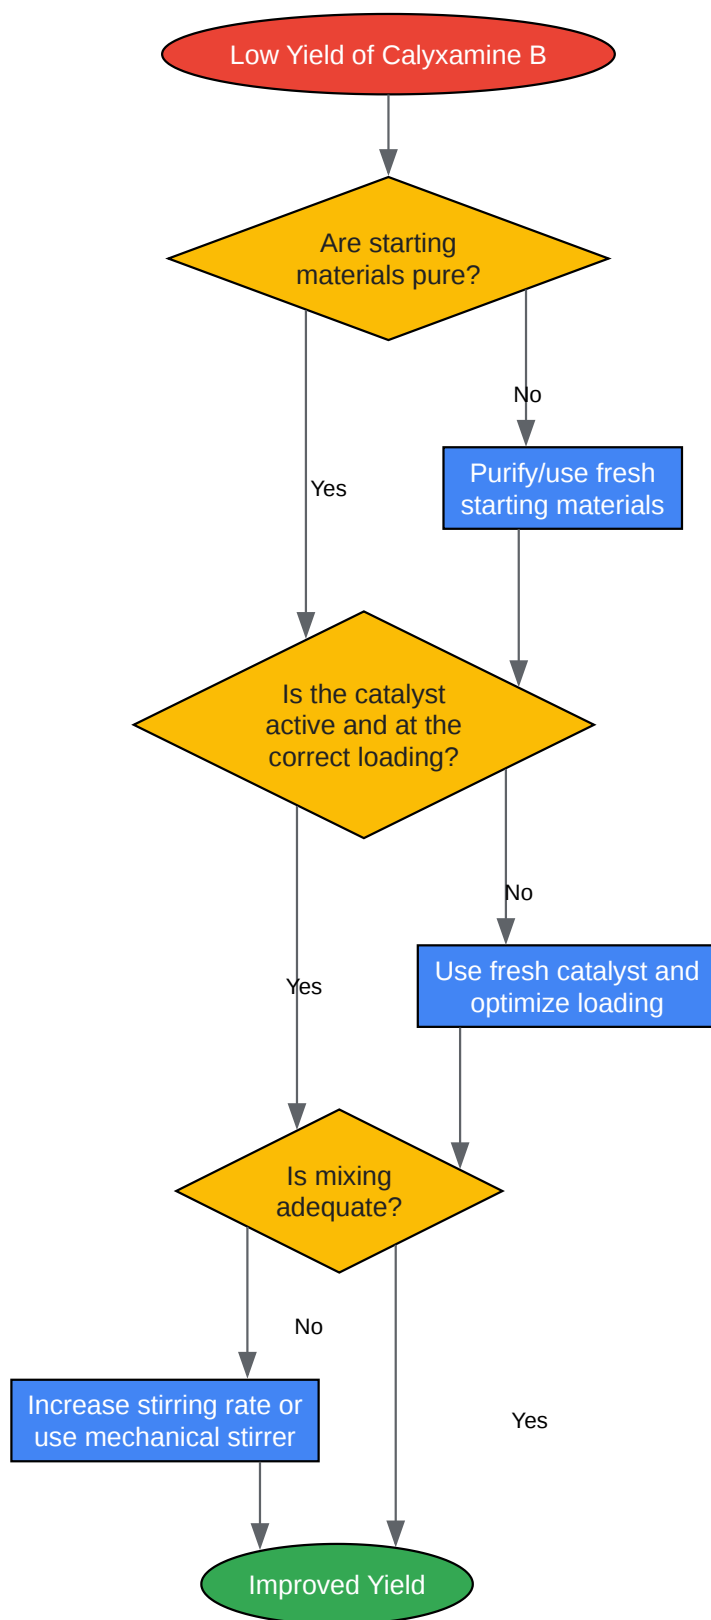 Low Yield of Calyxamine B
Are starting
materials pure?
No
Purify/use fresh
starting materials
Yes
Is the catalyst
active and at the
correct loading?
No
Use fresh catalyst and
optimize loading
Yes
Is mixing
adequate?
No
Increase stirring rate or
use mechanical stirrer
Yes
Improved Yield